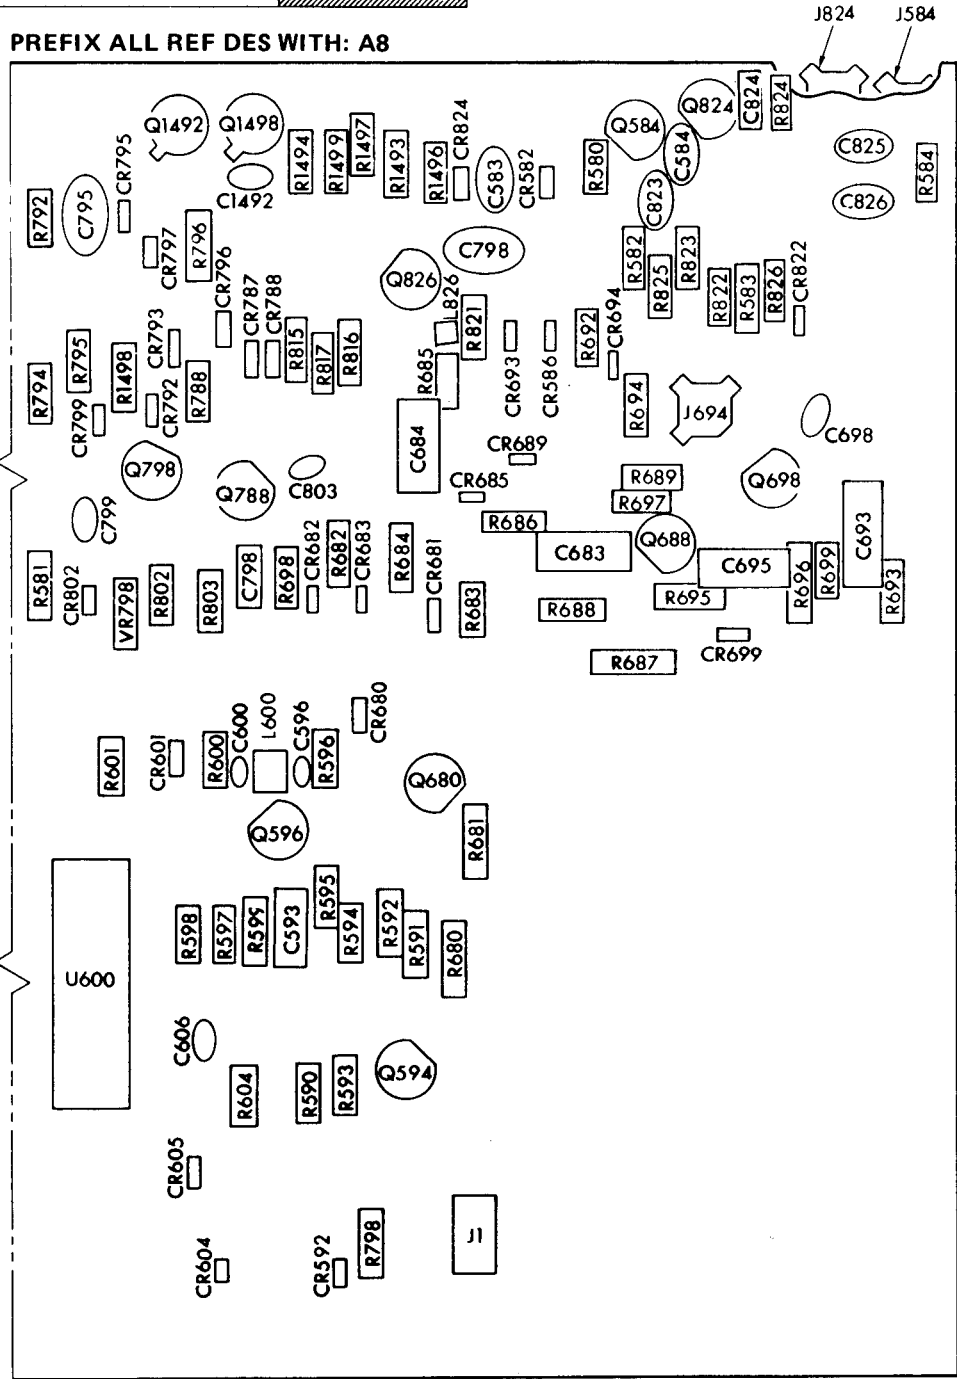 J824 J584
PREFIX ALL REF DES WITH: A8
Q1492 Q1498 R1494 R1499 R1497 R1493 R1496 CR824 C583 CR582 R580 Q584 C584 Q824 C824 R824
C825 R584
R792 C795 CR795 C1492 C823 C826
CR797 R796 CR796 CR787 CR788 Q826 C798 L826 R821 R582 R825 R823 R822 R583 R826 CR822
R794 R795 CR799 R1498 CR793 CR792 R788 R815 R817 R816 R685 CR693 CR586 R692 CR694 R694 J694 C698
C684 CR689
Q798 Q788 C803 CR685 R689 Q698
C799 R686 R697 Q688
R581 CR802 VR798 R802 R803 C798 R698 CR682 R682 CR683 R684 CR681 R683 C683 C695 R696 R699 C693 R693
R688 R695
R687 CR699
R601 CR601 R600 C600 L600 C596 R596 CR680
Q680
Q596 R681
U600 R598 R597 R599 C593 R595 R594 R592 R591 R680
C606
R604 R590 R593 Q594
CR605
CR604 CR592 R798 J1